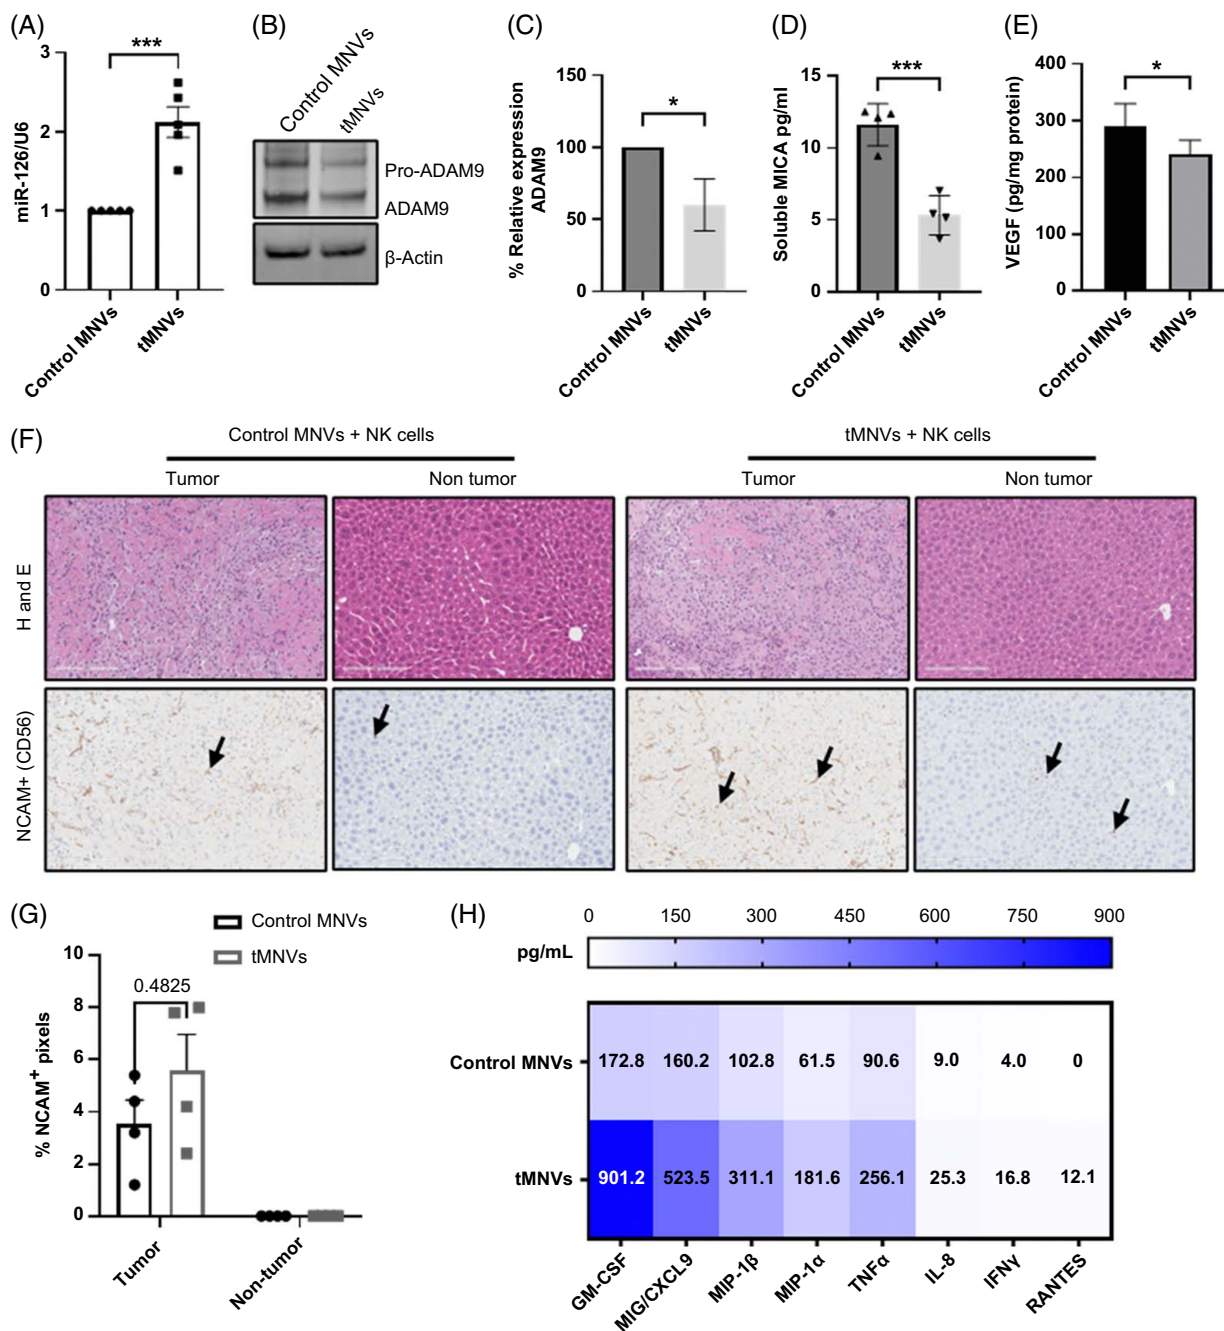 (A)
***
3
2
1
0
miR-126/U6
Control MNVs
tMNVs
(B)
Control MNVs
tMNVs
Pro-ADAM9
ADAM9
β-Actin
(C)
150
100
50
0
*
% Relative expression
ADAM9
Control MNVs
tMNVs
(D)
15
10
5
0
***
Soluble MICA pg/ml
Control MNVs
tMNVs
(E)
400
300
200
100
0
*
VEGF (pg/mg protein)
Control MNVs
tMNVs
(F)
Control MNVs + NK cells
tMNVs + NK cells
Tumor
Non tumor
Tumor
Non tumor
H and E
NCAM+ (CD56)
(G)
Control MNVs
tMNVs
10
8
6
4
2
0
0.4825
% NCAM⁺ pixels
Tumor
Non-tumor
(H)
0 150 300 450 600 750 900
pg/mL
Control MNVs 172.8 160.2 102.8 61.5 90.6 9.0 4.0 0
tMNVs 901.2 523.5 311.1 181.6 256.1 25.3 16.8 12.1
GM-CSF
MIG/CXCL9
MIP-1β
MIP-1α
TNFα
IL-8
IFNγ
RANTES